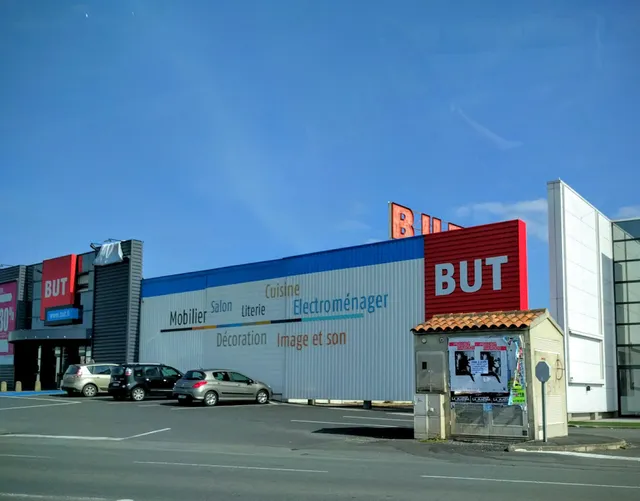 BUT
BUT
BUT
Cuisine
Salon
Literie
Electroménager
Mobilier
Décoration
Image et son